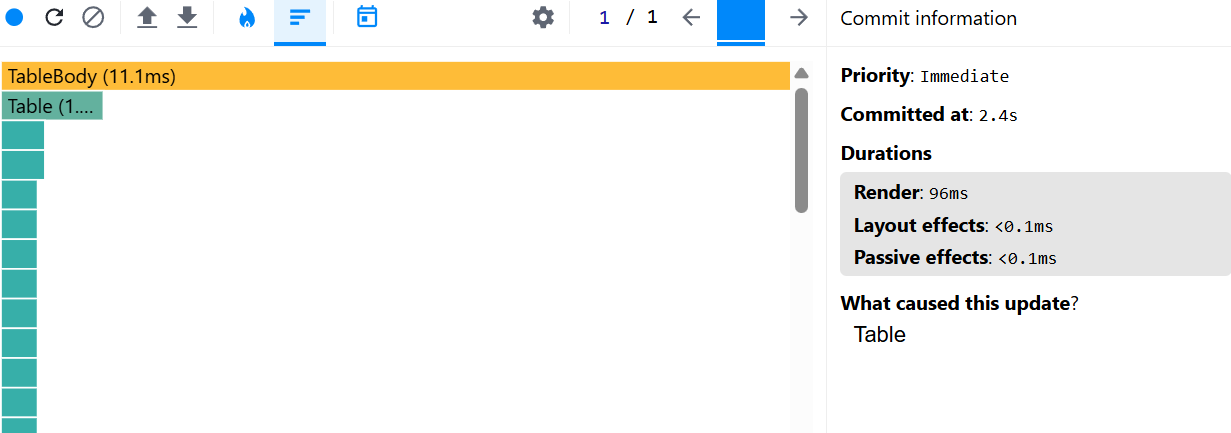 1 / 1
Commit information
TableBody (11.1ms)
Table (1....
Priority: Immediate
Committed at: 2.4s
Durations
Render: 96ms
Layout effects: <0.1ms
Passive effects: <0.1ms
What caused this update?
Table